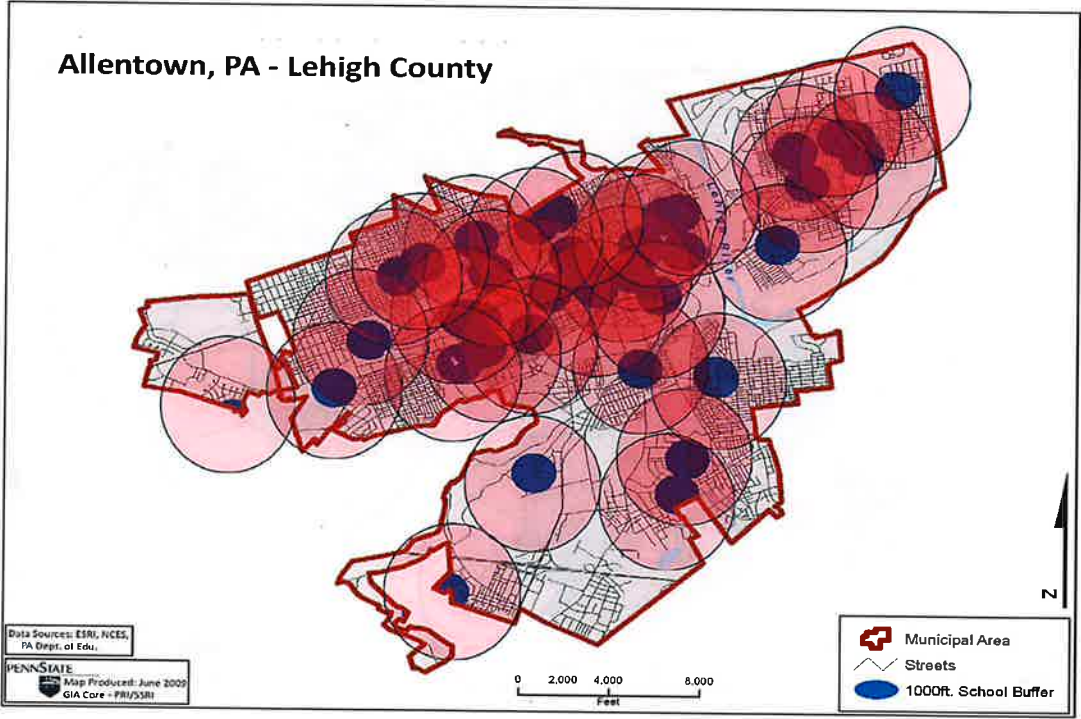 Allentown, PA - Lehigh County
Lehigh River
Data Sources: ESRI, NCES,
PA Dept. of Edu.
PENNSTATE
Map Produced: June 2009
GIA Core - PRI/SSRI
0 2,000 4,000 8,000
Feet
N
Municipal Area
Streets
1000ft. School Buffer